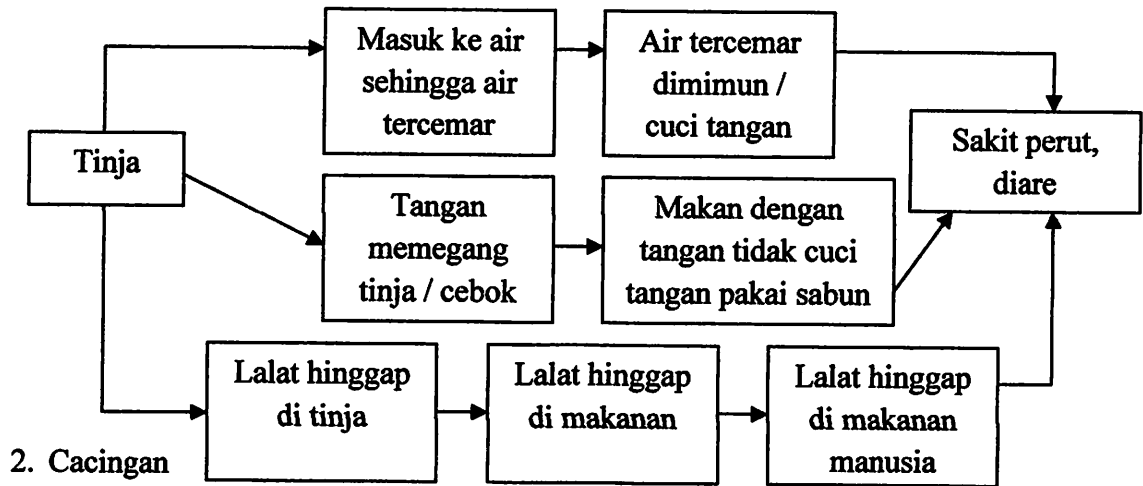 Masuk ke air
sehingga air
tercemar
Air tercemar
dimimun /
cuci tangan
Sakit perut,
diare
Tinja
Tangan
memegang
tinja / cebok
Makan dengan
tangan tidak cuci
tangan pakai sabun
Lalat hinggap
di tinja
Lalat hinggap
di makanan
Lalat hinggap
di makanan
manusia
2. Cacingan